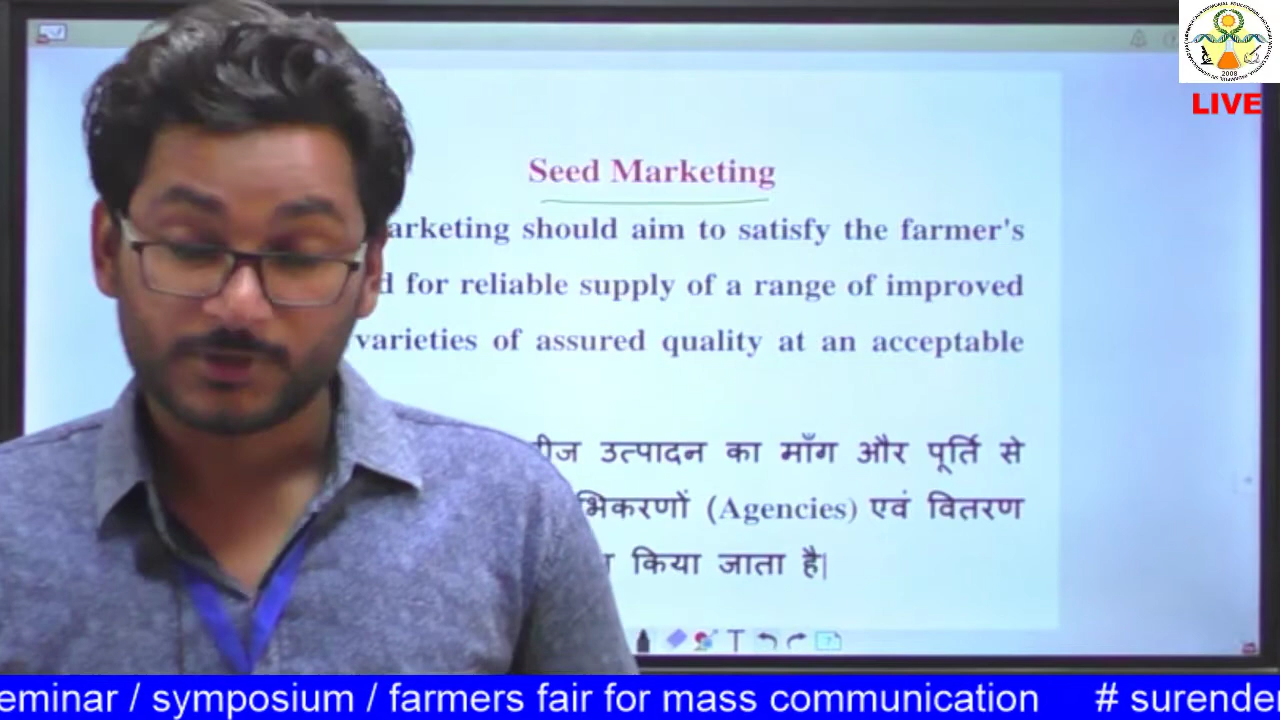 LIVE
2008
Seed Marketing
arketing should aim to satisfy the farmer's
d for reliable supply of a range of improved
varieties of assured quality at an acceptable
ीज उत्पादन का माँग और पूर्ति से
भिकरणों (Agencies) एवं वितरण
किया जाता है|
eminar / symposium / farmers fair for mass communication # surender